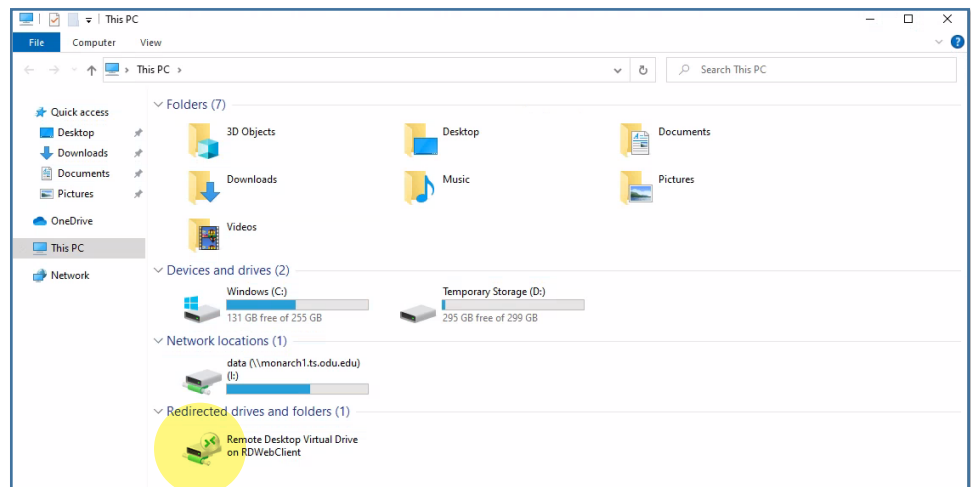 This PC
File Computer View
This PC
Search This PC
Quick access
Desktop
Downloads
Documents
Pictures
OneDrive
This PC
Network
Folders (7)
3D Objects
Desktop
Documents
Downloads
Music
Pictures
Videos
Devices and drives (2)
Windows (C:)
131 GB free of 255 GB
Temporary Storage (D:)
295 GB free of 299 GB
Network locations (1)
data (\\monarch1.ts.odu.edu)
(I:)
Redirected drives and folders (1)
Remote Desktop Virtual Drive
on RDWebClient